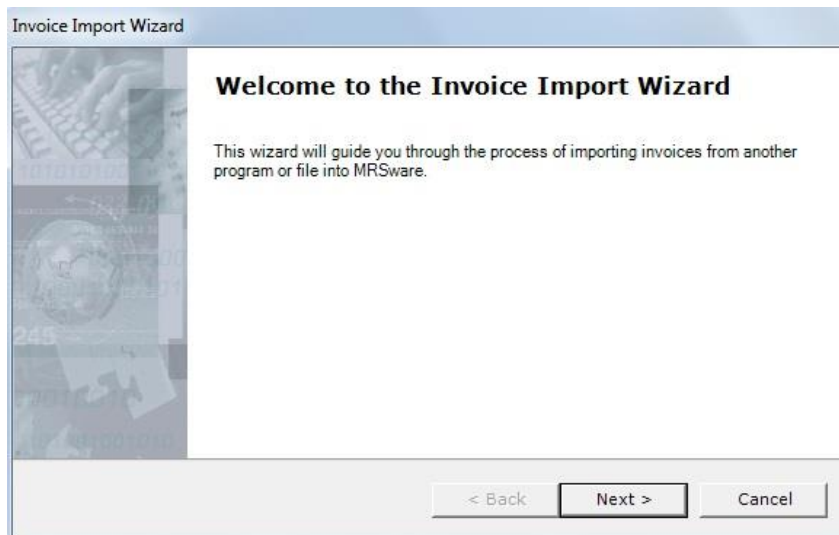 Invoice Import Wizard
Welcome to the Invoice Import Wizard
This wizard will guide you through the process of importing invoices from another
program or file into MRSware.
245
< Back
Next >
Cancel